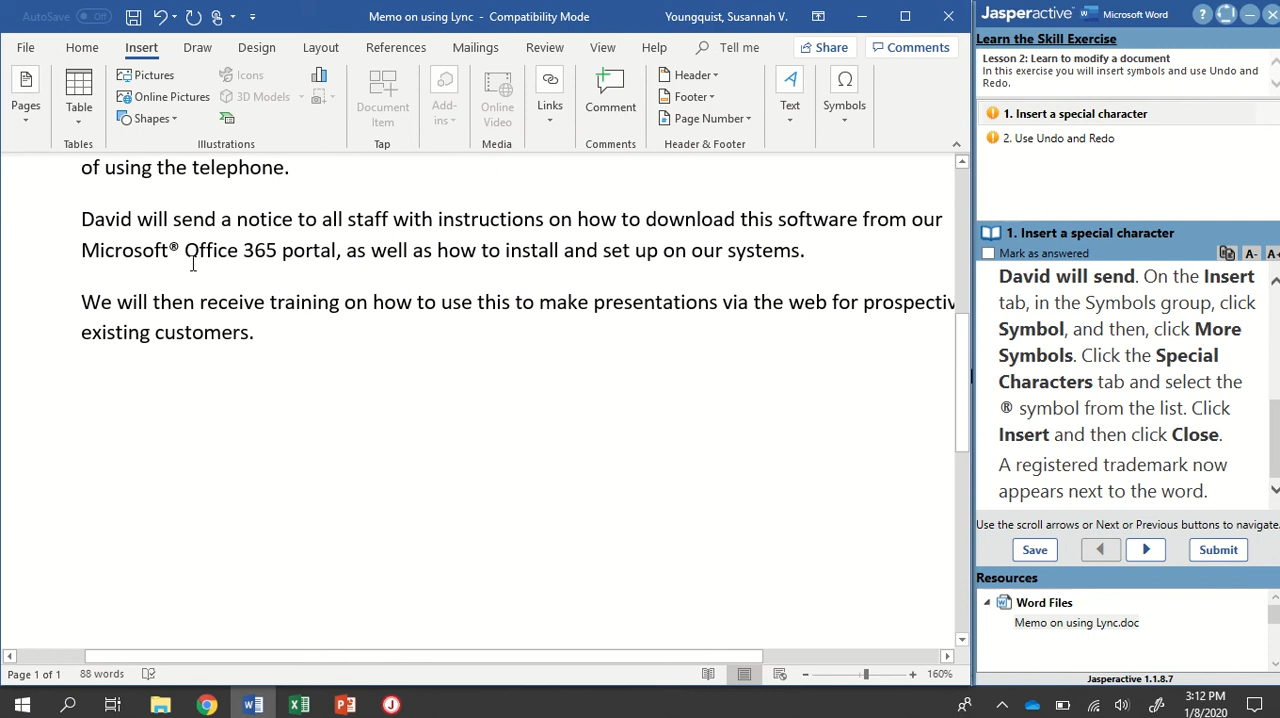 AutoSave Off
Memo on using Lync - Compatibility Mode
Youngquist, Susannah V.
File Home Insert Draw Design Layout References Mailings Review View Help Tell me Share Comments
Pages
Table
Tables
Pictures
Online Pictures
Shapes
Icons
3D Models
Illustrations
Document
Item
Tap
Add-
ins
Online
Video
Media
Links
Comment
Comments
Header
Footer
Page Number
Header & Footer
Text
Symbols
of using the telephone.
David will send a notice to all staff with instructions on how to download this software from our
Microsoft® Office 365 portal, as well as how to install and set up on our systems.
We will then receive training on how to use this to make presentations via the web for prospectiv
existing customers.
Page 1 of 1 88 words
160%
Jasperactive Microsoft Word
Learn the Skill Exercise
Lesson 2: Learn to modify a document
In this exercise you will insert symbols and use Undo and
Redo.
1. Insert a special character
2. Use Undo and Redo
1. Insert a special character
Mark as answered A- A+
David will send. On the Insert
tab, in the Symbols group, click
Symbol, and then, click More
Symbols. Click the Special
Characters tab and select the
® symbol from the list. Click
Insert and then click Close.
A registered trademark now
appears next to the word.
Use the scroll arrows or Next or Previous buttons to navigate.
Save Submit
Resources
Word Files
Memo on using Lync.doc
Jasperactive 1.1.8.7
3:12 PM
1/8/2020